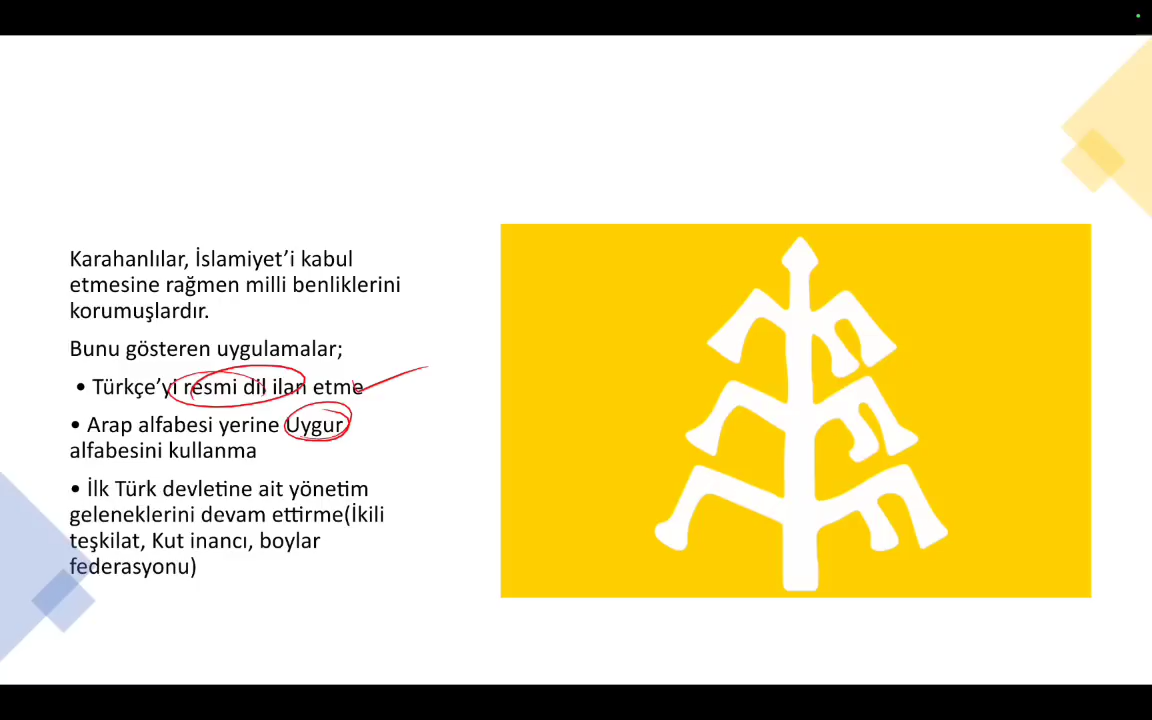 Karahanlılar, İslamiyet’i kabul
etmesine rağmen milli benliklerini
korumuşlardır.
Bunu gösteren uygulamalar;
• Türkçe’yi resmi dil ilan etme
• Arap alfabesi yerine Uygur
alfabesini kullanma
• İlk Türk devletine ait yönetim
geleneklerini devam ettirme(İkili
teşkilat, Kut inancı, boylar
federasyonu)